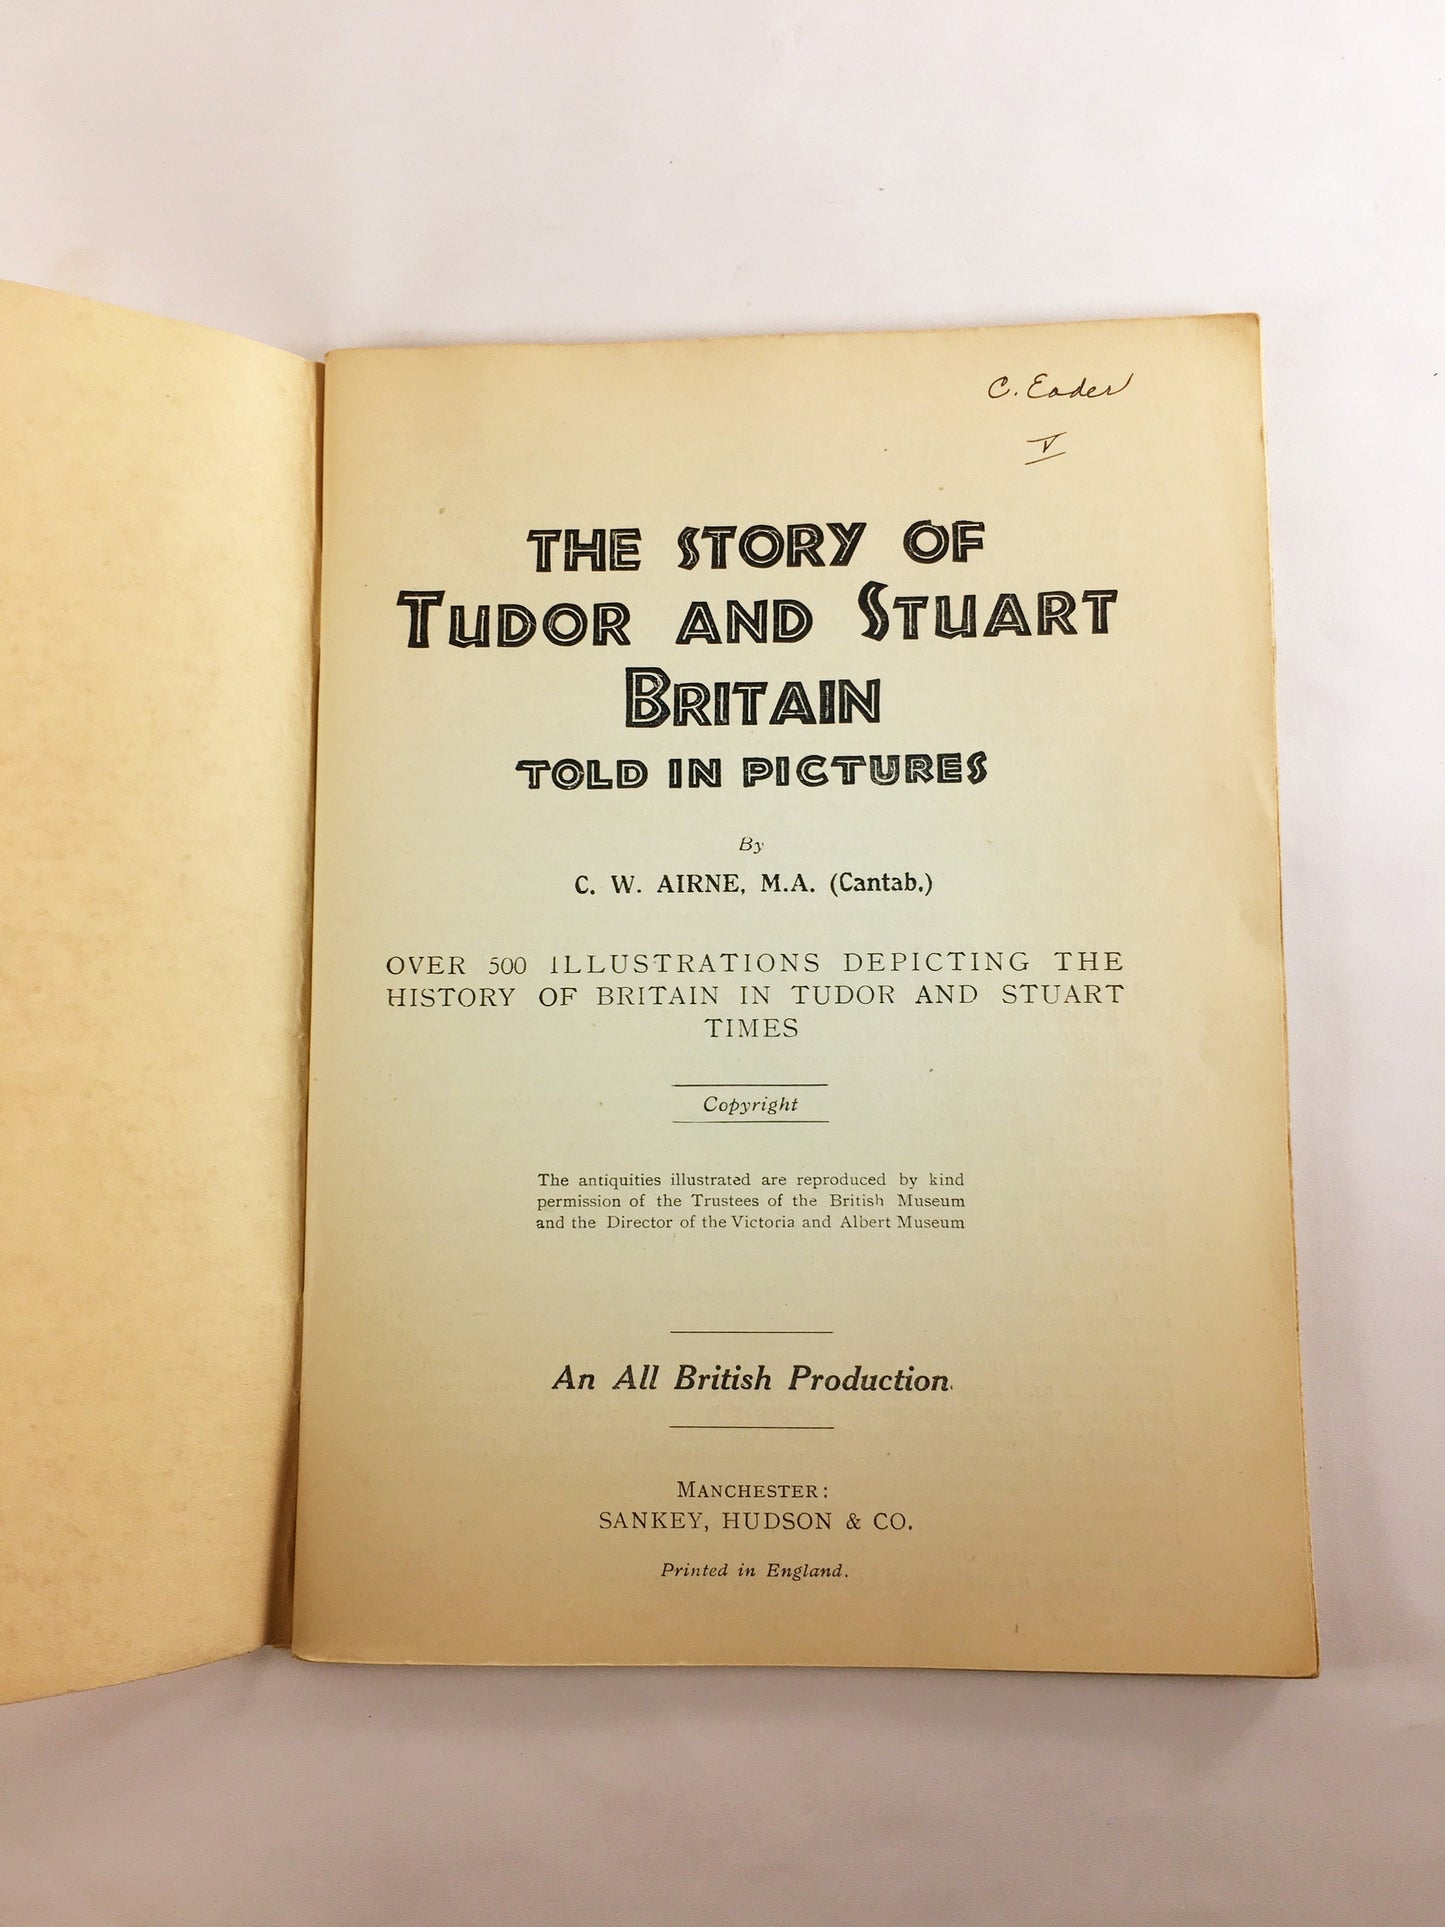 C. Eader
V
THE STORY OF
TUDOR AND STUART
BRITAIN
TOLD IN PICTURES
By
C. W. AIRNE, M.A. (Cantab.)
OVER 500 ILLUSTRATIONS DEPICTING THE
HISTORY OF BRITAIN IN TUDOR AND STUART
TIMES
Copyright
The antiquities illustrated are reproduced by kind
permission of the Trustees of the British Museum
and the Director of the Victoria and Albert Museum
An All British Production.
MANCHESTER:
SANKEY, HUDSON & CO.
Printed in England.